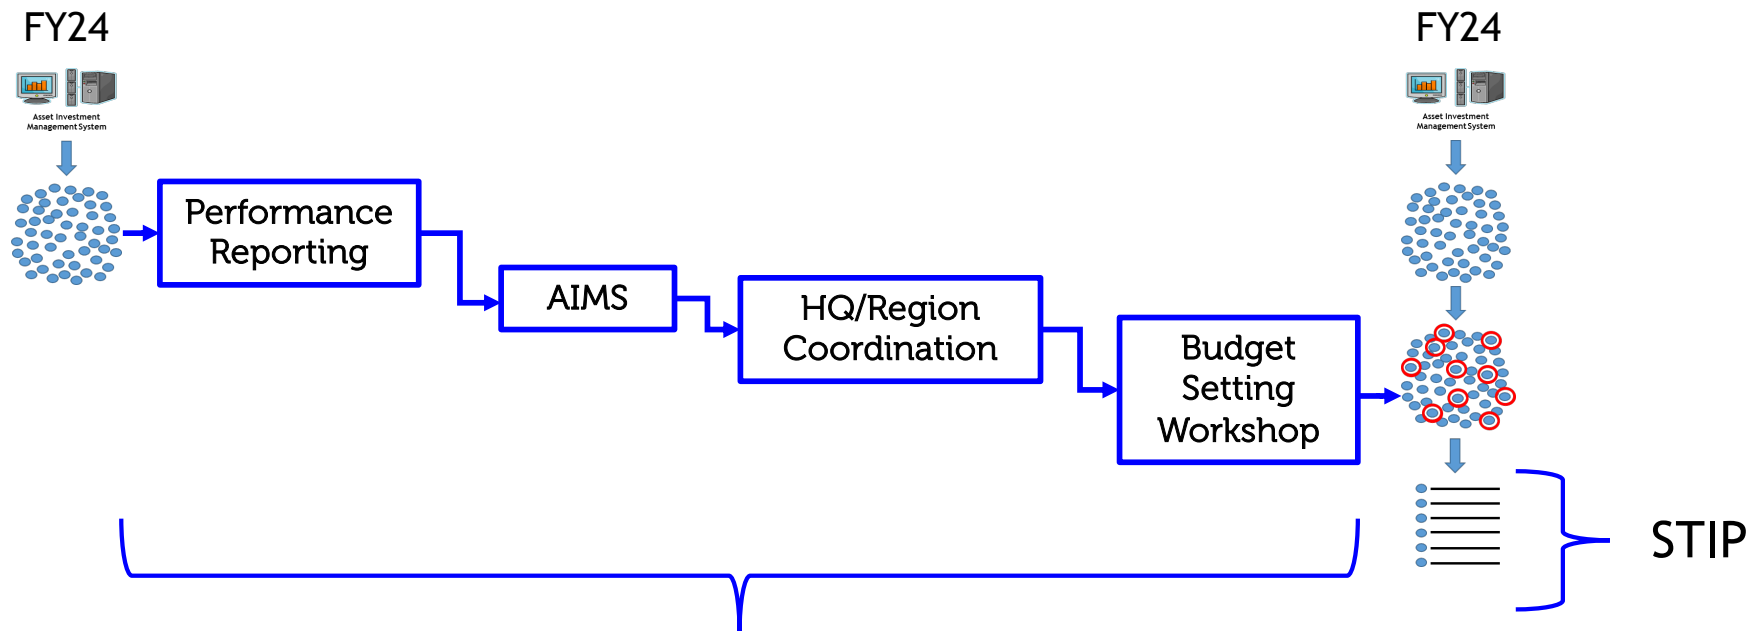 FY24
Asset Investment
Management System
Performance
Reporting
AIMS
HQ/Region
Coordination
Budget
Setting
Workshop
FY24
Asset Investment
Management System
STIP